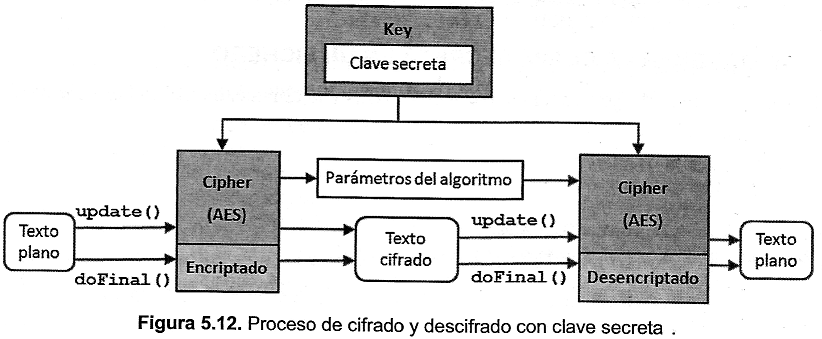 Key
Clave secreta
Cipher
(AES)
Encriptado
Parámetros del algoritmo
Cipher
(AES)
Desencriptado
Texto
plano
update()
doFinal()
Texto
cifrado
update()
doFinal()
Texto
plano
Figura 5.12. Proceso de cifrado y descifrado con clave secreta .